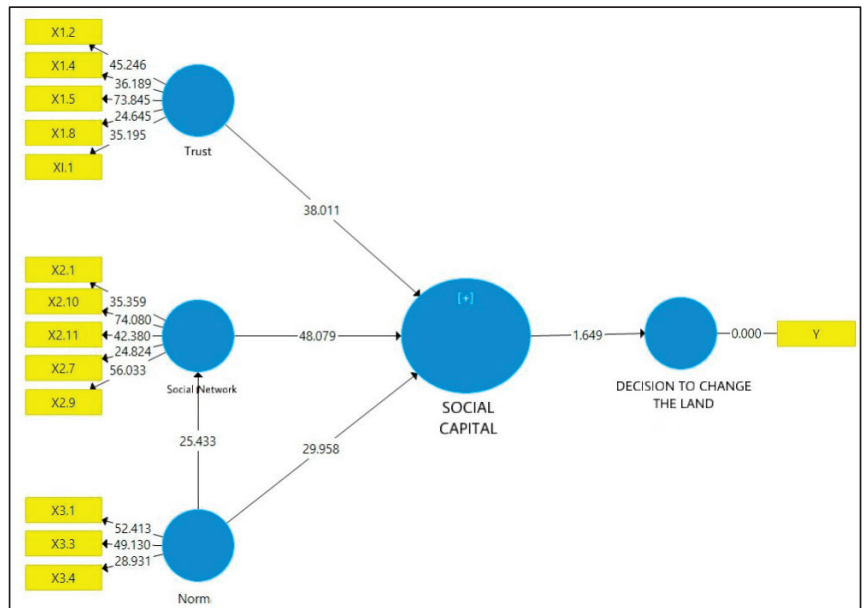 X1.2
X1.4
X1.5
X1.8
XI.1
45.246
36.189
73.845
24.645
35.195
Trust
38.011
X2.1
X2.10
X2.11
X2.7
X2.9
35.359
74.080
42.380
24.824
56.033
Social Network
48.079
[+]
SOCIAL
CAPITAL
1.649
DECISION TO CHANGE
THE LAND
0.000
Y
25.433
29.958
X3.1
X3.3
X3.4
52.413
49.130
28.931
Norm